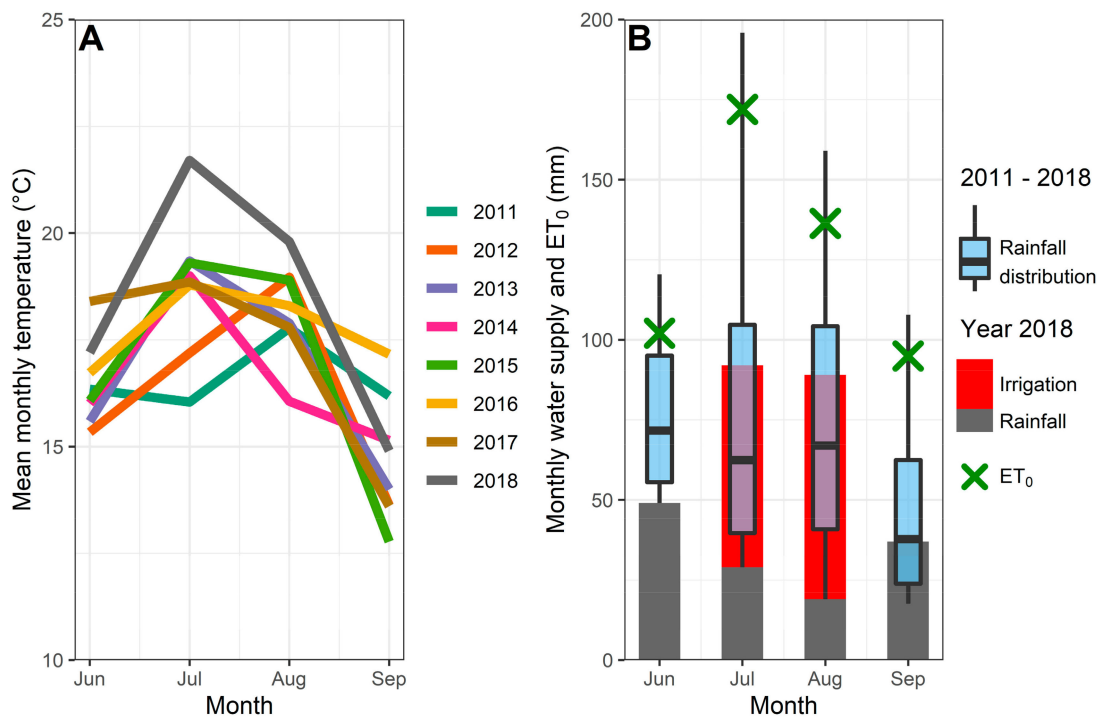 A
Mean monthly temperature (°C)
25
20
15
10
Jun Jul Aug Sep
Month
2011
2012
2013
2014
2015
2016
2017
2018
B
Monthly water supply and ET₀ (mm)
200
150
100
50
0
Jun Jul Aug Sep
Month
2011 - 2018
Rainfall
distribution
Year 2018
Irrigation
Rainfall
ET₀